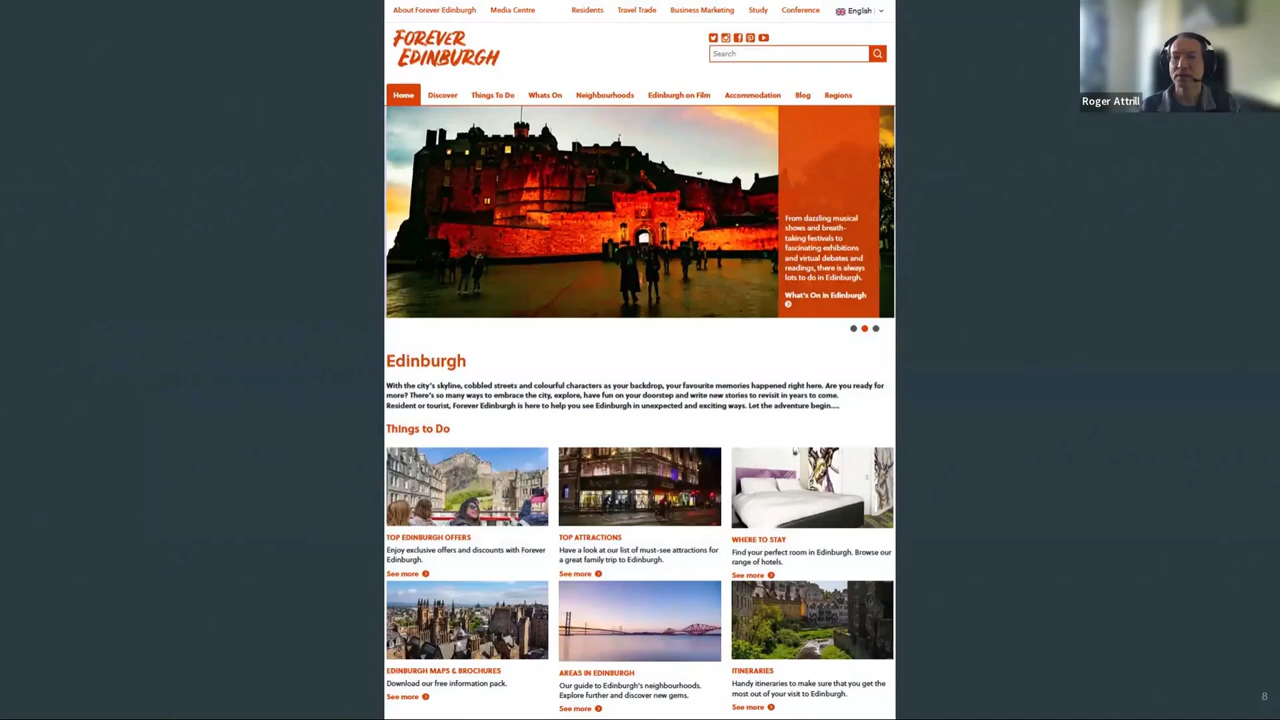 About Forever Edinburgh Media Centre Residents Travel Trade Business Marketing Study Conference English
FOREVER
EDINBURGH
Search
Home Discover Things To Do Whats On Neighbourhoods Edinburgh on Film Accommodation Blog Regions
Roger Attrill
From dazzling musical
shows and breath-
taking festivals to
fascinating exhibitions
and virtual debates and
readings, there is always
lots to do in Edinburgh.
What's On in Edinburgh
Edinburgh
With the city's skyline, cobbled streets and colourful characters as your backdrop, your favourite memories happened right here. Are you ready for
more? There's so many ways to embrace the city, explore, have fun on your doorstep and write new stories to revisit in years to come.
Resident or tourist, Forever Edinburgh is here to help you see Edinburgh in unexpected and exciting ways. Let the adventure begin.....
Things to Do
TOP EDINBURGH OFFERS
Enjoy exclusive offers and discounts with Forever
Edinburgh.
See more
TOP ATTRACTIONS
Have a look at our list of must-see attractions for
a great family trip to Edinburgh.
See more
WHERE TO STAY
Find your perfect room in Edinburgh. Browse our
range of hotels.
See more
EDINBURGH MAPS & BROCHURES
Download our free information pack.
See more
AREAS IN EDINBURGH
Our guide to Edinburgh's neighbourhoods.
Explore further and discover new gems.
See more
ITINERARIES
Handy itineraries to make sure that you get the
most out of your visit to Edinburgh.
See more
8